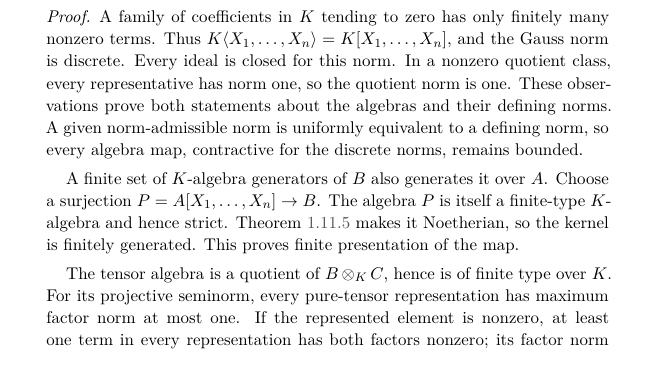 Proof. A family of coefficients in K tending to zero has only finitely many
nonzero terms. Thus K⟨X₁, . . . , Xₙ⟩ = K[X₁, . . . , Xₙ], and the Gauss norm
is discrete. Every ideal is closed for this norm. In a nonzero quotient class,
every representative has norm one, so the quotient norm is one. These obser-
vations prove both statements about the algebras and their defining norms.
A given norm-admissible norm is uniformly equivalent to a defining norm, so
every algebra map, contractive for the discrete norms, remains bounded.
A finite set of K-algebra generators of B also generates it over A. Choose
a surjection P = A[X₁, . . . , Xₙ] → B. The algebra P is itself a finite-type K-
algebra and hence strict. Theorem 1.11.5 makes it Noetherian, so the kernel
is finitely generated. This proves finite presentation of the map.
The tensor algebra is a quotient of B ⊗_K C, hence is of finite type over K.
For its projective seminorm, every pure-tensor representation has maximum
factor norm at most one. If the represented element is nonzero, at least
one term in every representation has both factors nonzero; its factor norm